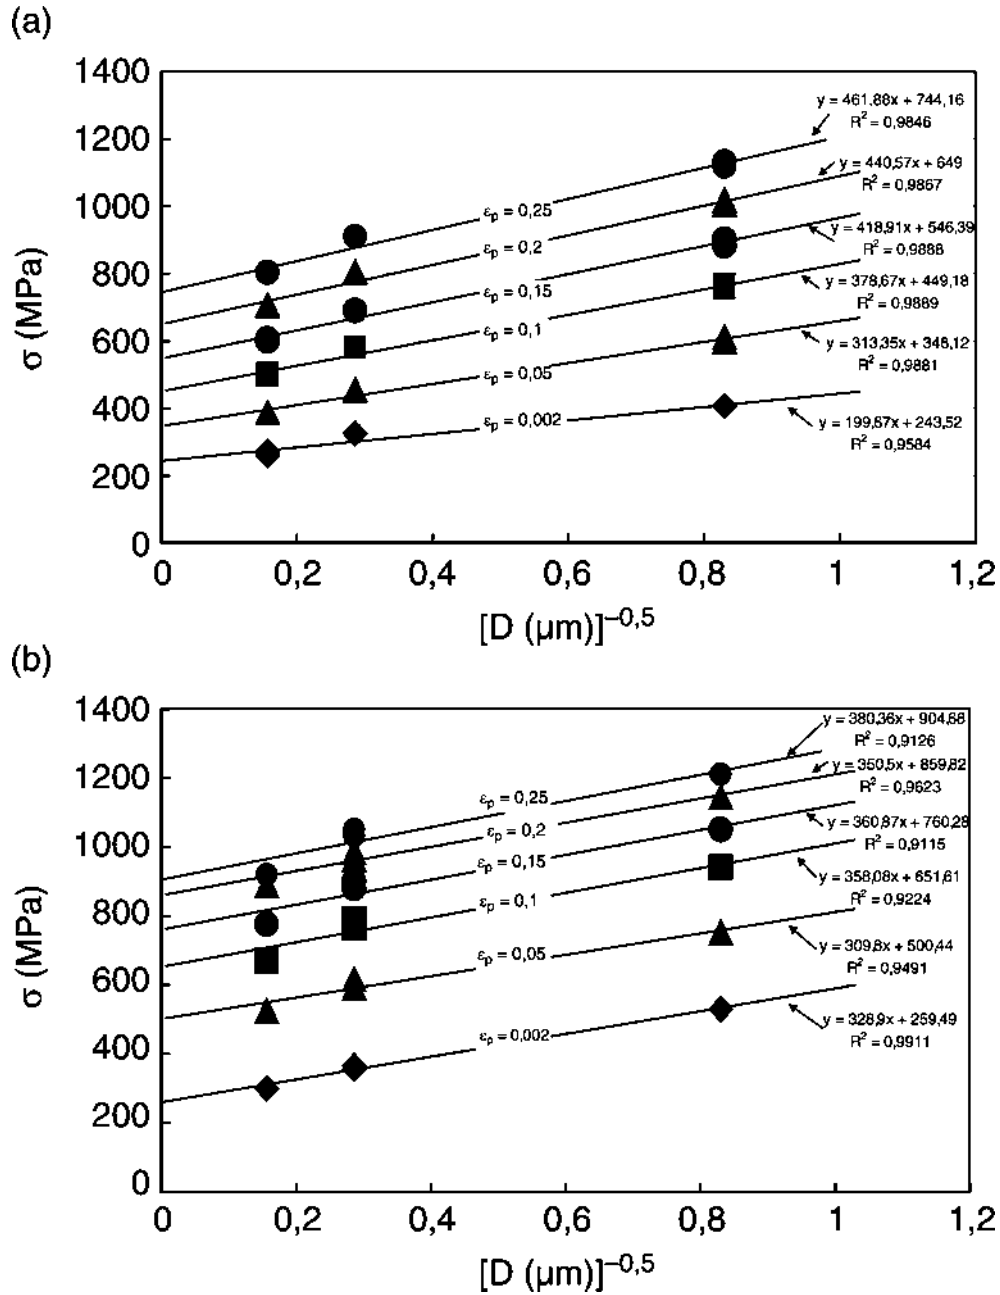 (a)
1400
1200
1000
800
600
400
200
0
σ (MPa)
0
0,2
0,4
0,6
0,8
1
1,2
[D (μm)]⁻⁰,⁵
εp = 0,25
εp = 0,2
εp = 0,15
εp = 0,1
εp = 0,05
εp = 0,002
y = 461,88x + 744,16
R² = 0,9846
y = 440,57x + 649
R² = 0,9867
y = 418,91x + 546,39
R² = 0,9888
y = 378,67x + 449,18
R² = 0,9889
y = 313,35x + 348,12
R² = 0,9881
y = 199,87x + 243,52
R² = 0,9584
(b)
1400
1200
1000
800
600
400
200
0
σ (MPa)
0
0,2
0,4
0,6
0,8
1
1,2
[D (μm)]⁻⁰,⁵
εp = 0,25
εp = 0,2
εp = 0,15
εp = 0,1
εp = 0,05
εp = 0,002
y = 380,36x + 904,68
R² = 0,9126
y = 350,5x + 859,82
R² = 0,9623
y = 360,87x + 760,28
R² = 0,9115
y = 358,08x + 651,61
R² = 0,9224
y = 309,8x + 500,44
R² = 0,9491
y = 328,9x + 259,49
R² = 0,9911